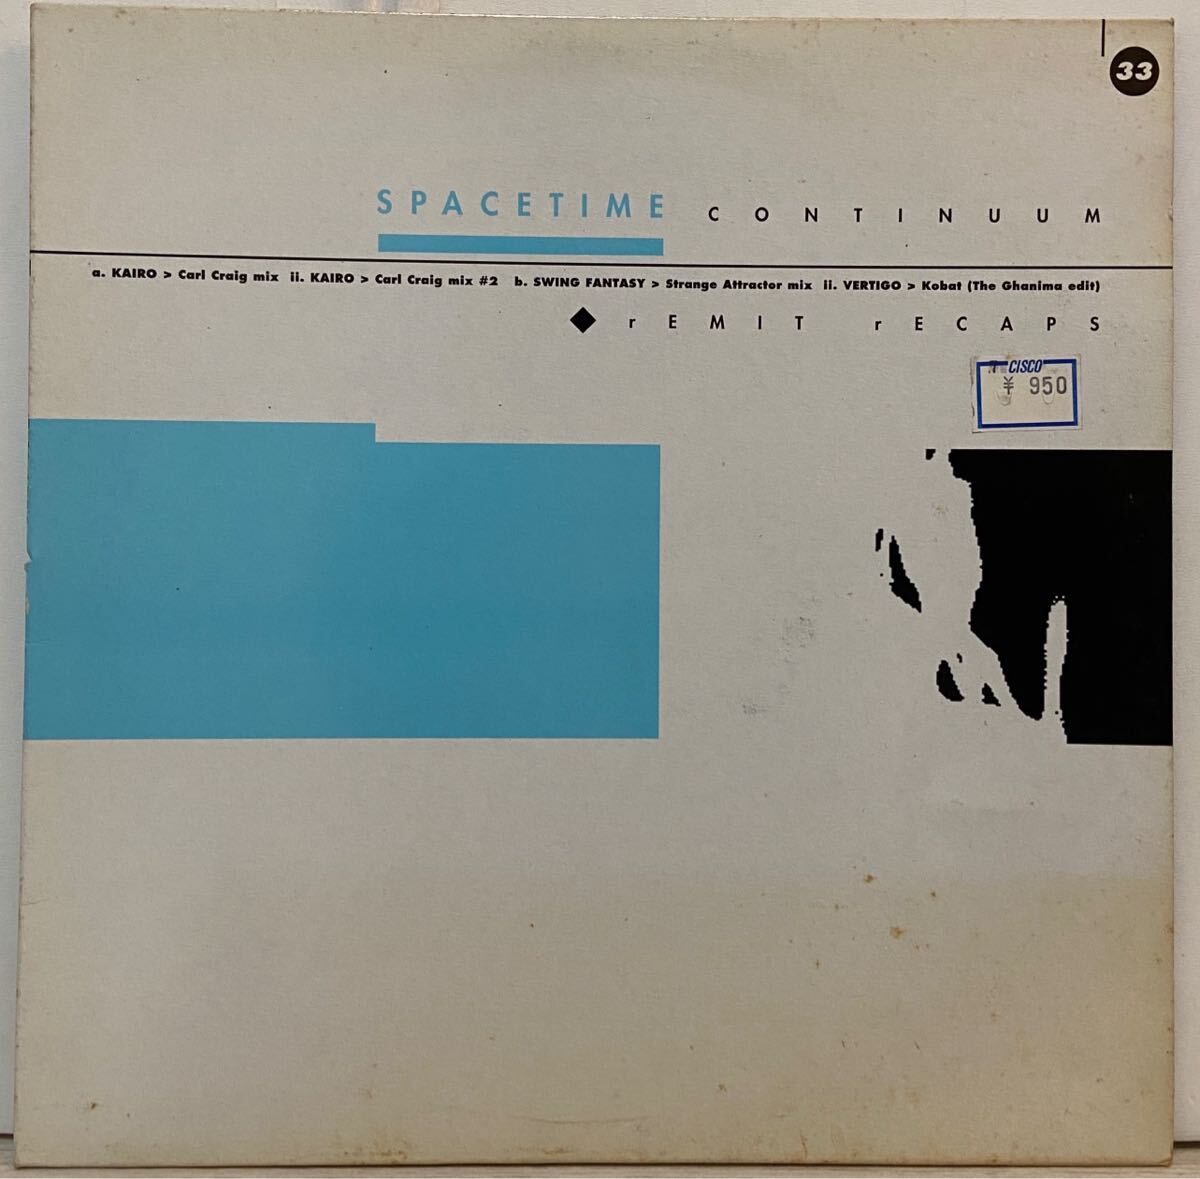 33
SPACETIME CONTINUUM
a. KAIRO > Carl Craig mix ii. KAIRO > Carl Craig mix #2 b. SWING FANTASY > Strange Attractor mix ii. VERTIGO > Kobat (The Ghanima edit)
rEMIT rECAPS
CISCO
¥ 950